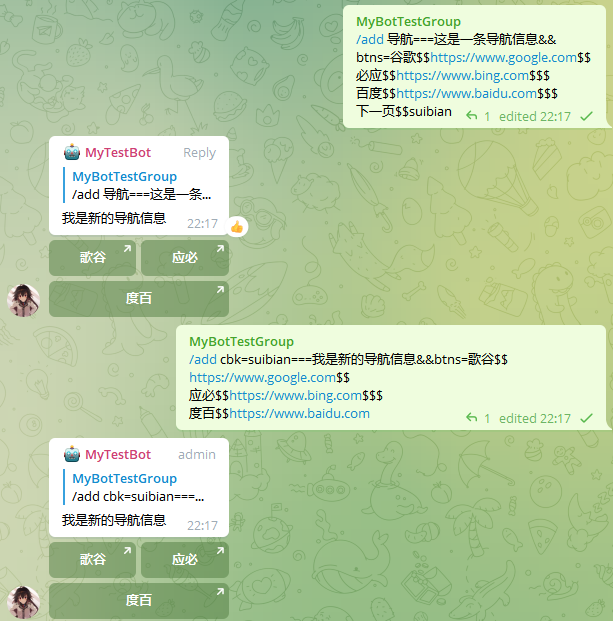 MyBotTestGroup
/add 导航===这是一条导航信息&&
btns=谷歌$$https://www.google.com$$
必应$$https://www.bing.com$$$
百度$$https://www.baidu.com$$$
下一页$$suibian
1 edited 22:17
MyTestBot Reply
MyBotTestGroup
/add 导航===这是一条...
我是新的导航信息 22:17
歌谷 应必
度百
MyBotTestGroup
/add cbk=suibian===我是新的导航信息&&btns=歌谷$$
https://www.google.com$$
应必$$https://www.bing.com$$$
度百$$https://www.baidu.com
1 edited 22:17
MyTestBot admin
MyBotTestGroup
/add cbk=suibian===...
我是新的导航信息 22:17
歌谷 应必
度百